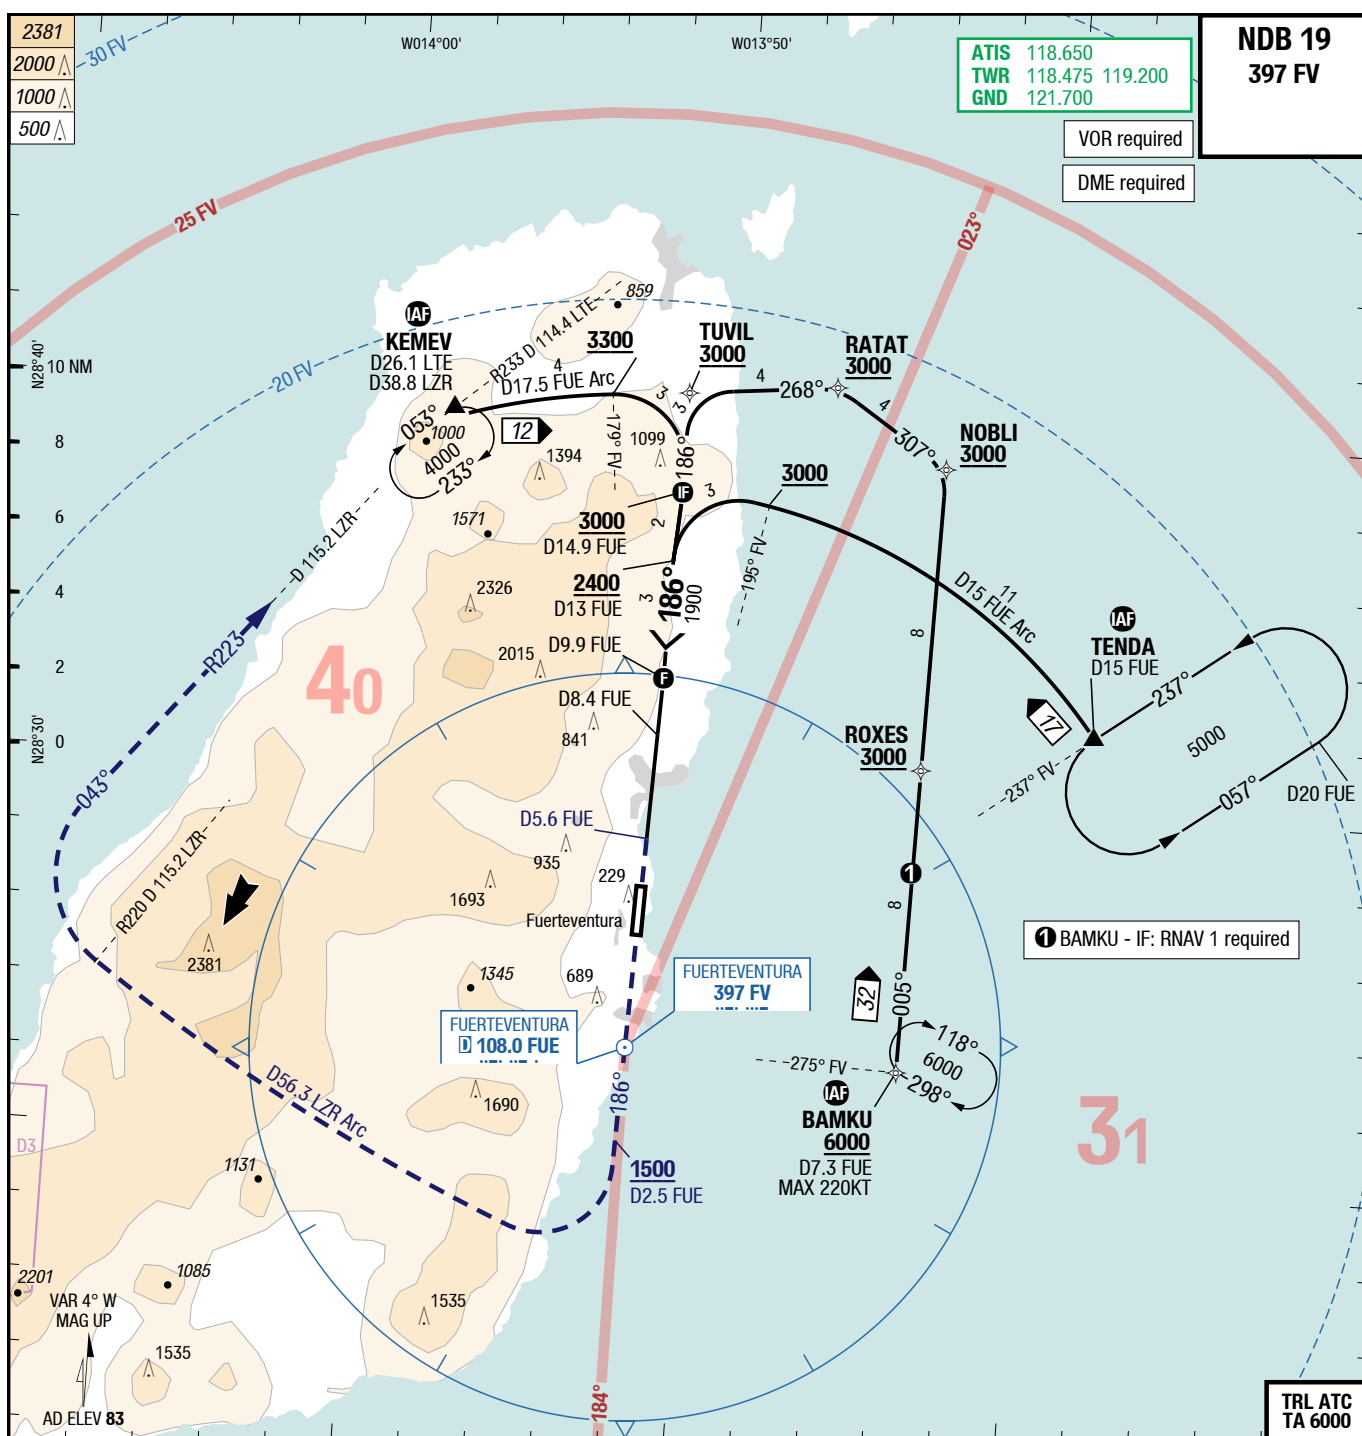 2381
2000
1000
500
30 FV
W014°00'
W013°50'
ATIS 118.650
TWR 118.475 119.200
GND 121.700
NDB 19
397 FV
VOR required
DME required
25 FV
023°
20 FV
N28°40'
10 NM
8
6
4
2
0
N28°30'
IAF
KEMEV
D26.1 LTE
D38.8 LZR
R233 D 114.4 LTE
859
4
D17.5 FUE Arc
3300
3
3
TUVIL
3000
4
268°
RATAT
3000
4
307°
NOBLI
3000
053°
1000
4000
233°
12
1394
179° FV
1099
186°
IF
3
3000
1571
3000
D14.9 FUE
2
D 115.2 LZR
195° FV
2326
2400
D13 FUE
3
186°
1900
11
D15 FUE Arc
8
IAF
TENDA
D15 FUE
237°
5000
057°
D20 FUE
17
237° FV
R223
2015
D9.9 FUE
F
D8.4 FUE
841
40
ROXES
3000
043°
D5.6 FUE
R220 D 115.2 LZR
935
1693
229
Fuerteventura
1
8
2381
1 BAMKU - IF: RNAV 1 required
1345
689
FUERTEVENTURA
397 FV
FUERTEVENTURA
D 108.0 FUE
32
005°
118°
6000
298°
275° FV
IAF
BAMKU
6000
D7.3 FUE
MAX 220KT
186°
D56.3 LZR Arc
1690
D3
31
1131
1500
D2.5 FUE
2201
1085
VAR 4° W
MAG UP
1535
1535
184°
AD ELEV 83
TRL ATC
TA 6000